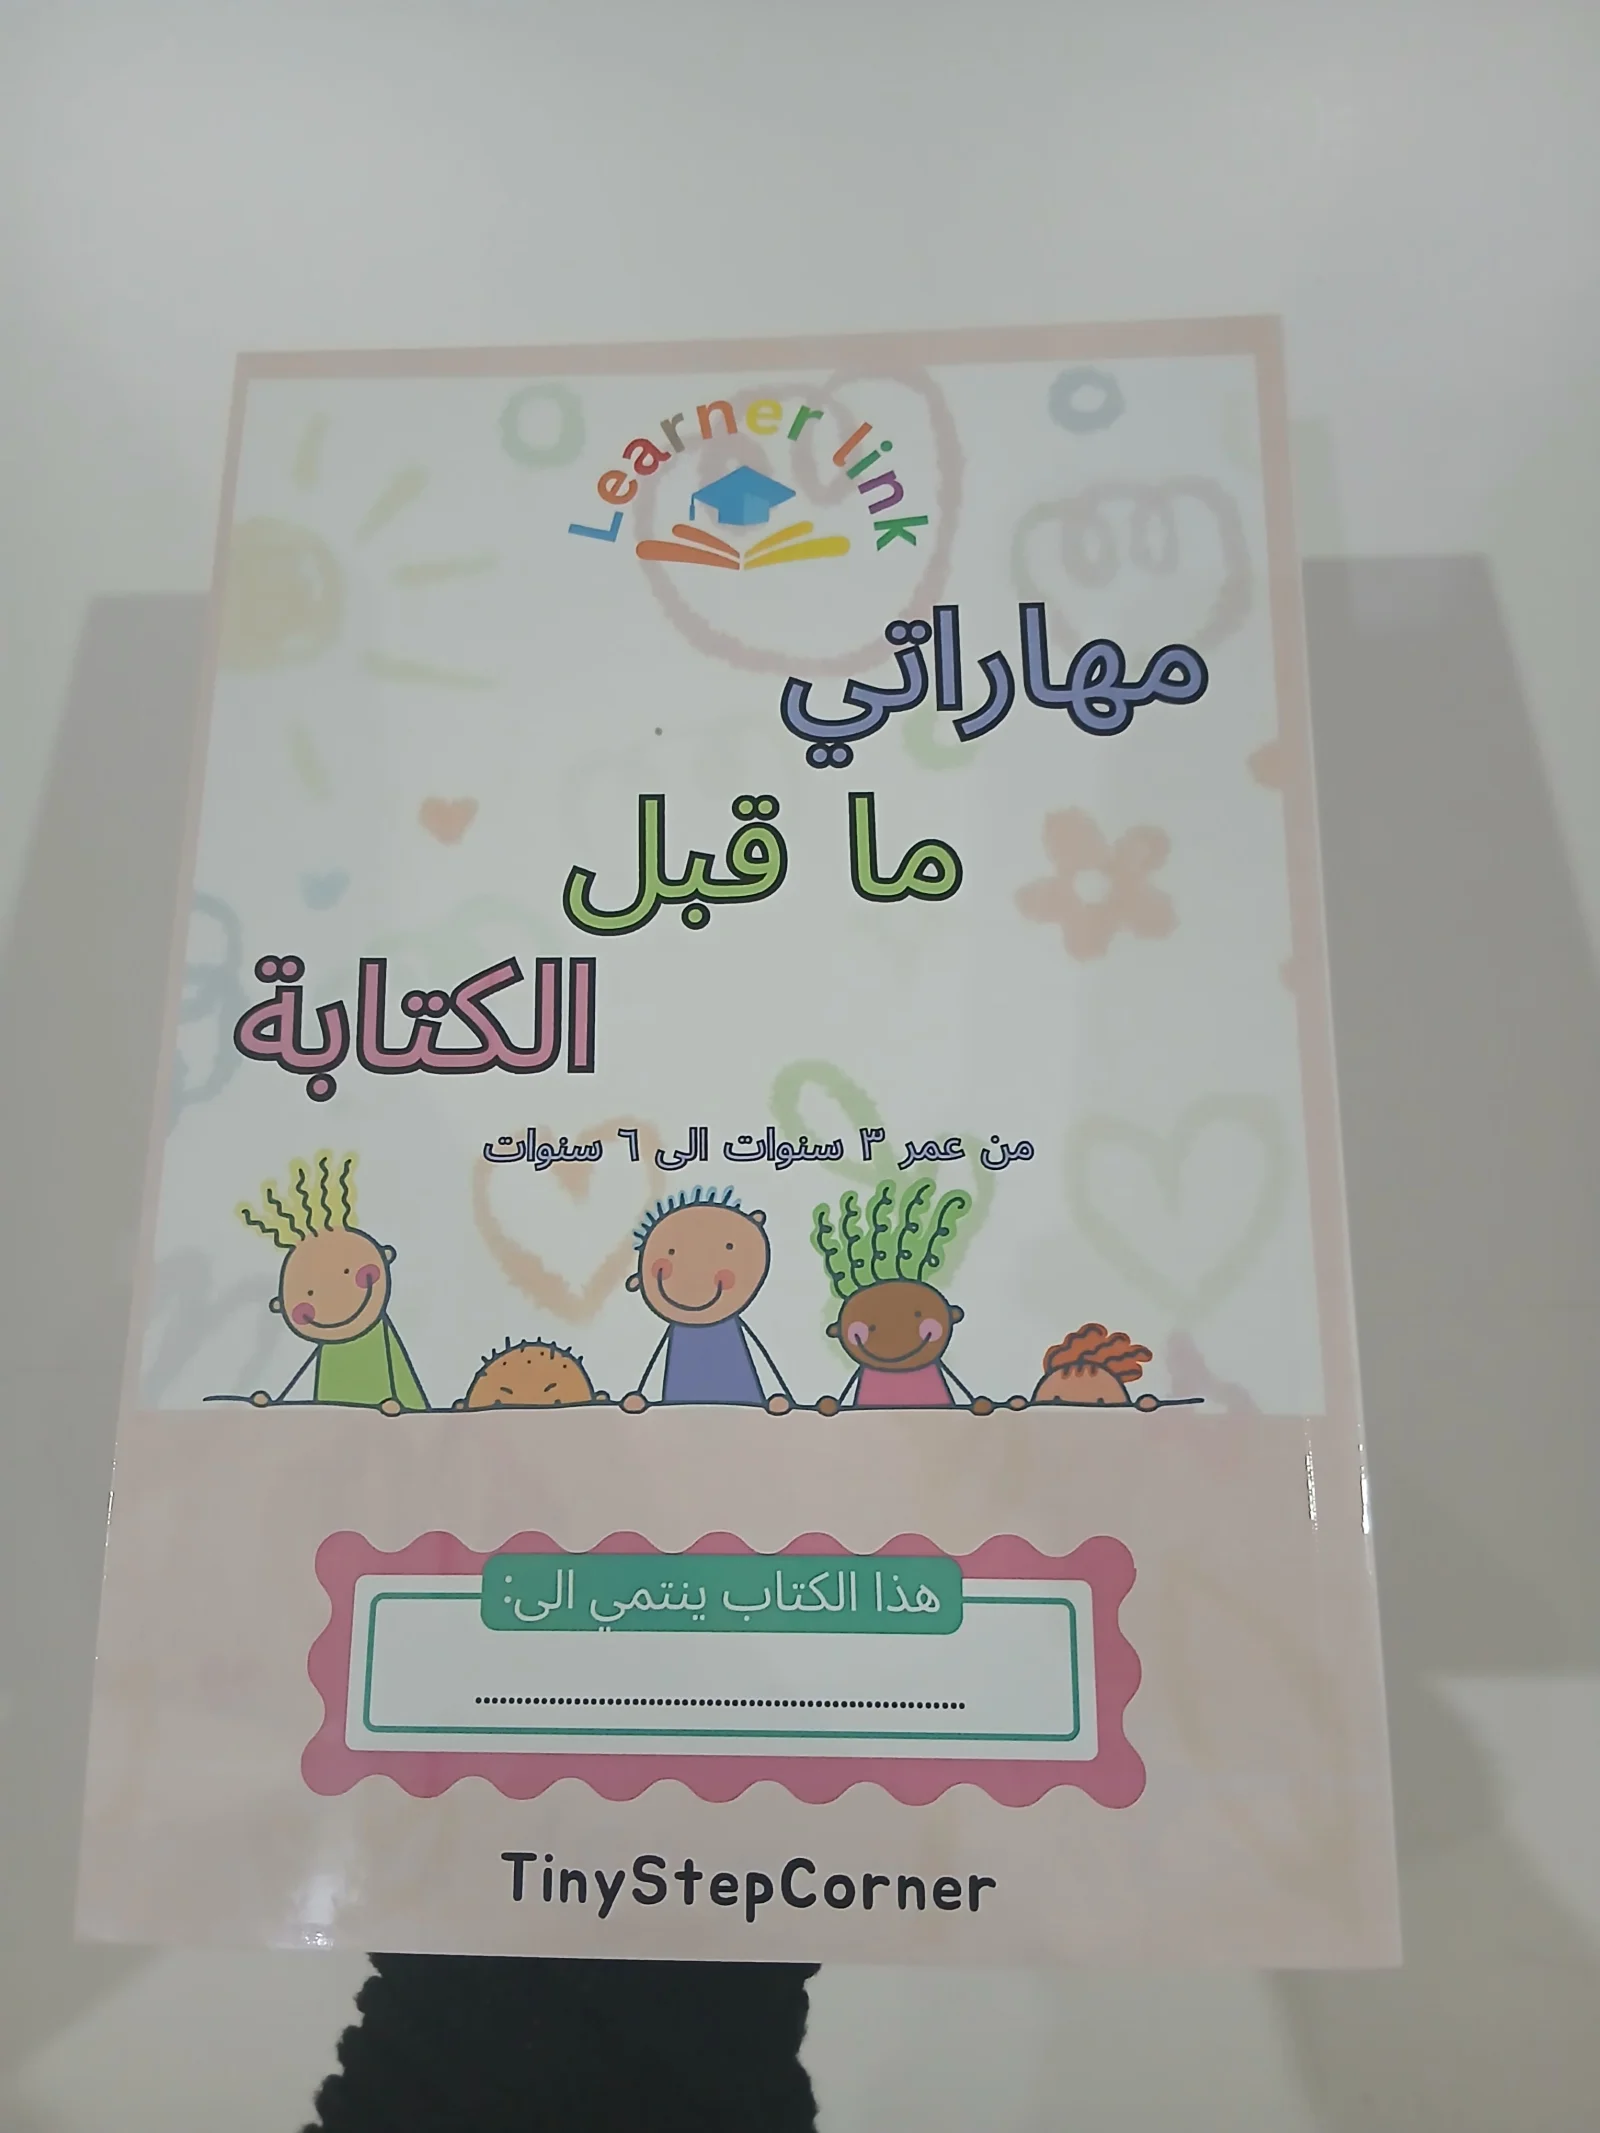 Learner link
مهاراتي
ما قبل
الكتابة
من عمر ٣ سنوات الى ٦ سنوات
هذا الكتاب ينتمي الى:
TinyStepCorner